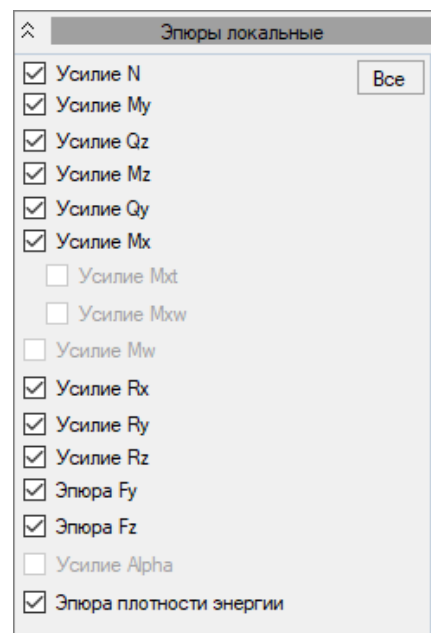 Эпюры локальные
Усилие N
Все
Усилие My
Усилие Qz
Усилие Mz
Усилие Qy
Усилие Mx
Усилие Mxt
Усилие Mxw
Усилие Mw
Усилие Rx
Усилие Ry
Усилие Rz
Эпюра Fy
Эпюра Fz
Усилие Alpha
Эпюра плотности энергии